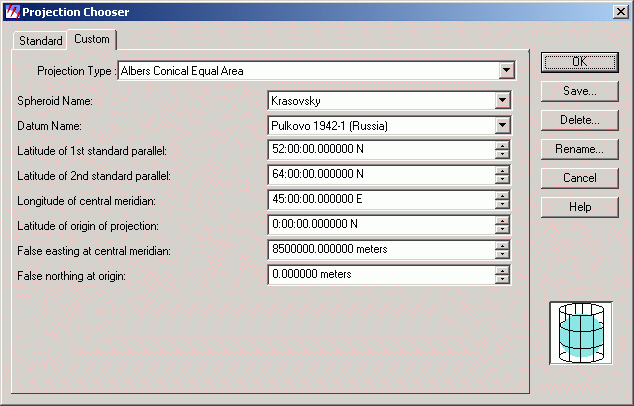 Projection Chooser
Standard Custom
Projection Type : Albers Conical Equal Area
Spheroid Name: Krasovsky
Datum Name: Pulkovo 1942-1 (Russia)
Latitude of 1st standard parallel: 52:00:00.000000 N
Latitude of 2nd standard parallel: 64:00:00.000000 N
Longitude of central meridian: 45:00:00.000000 E
Latitude of origin of projection: 0:00:00.000000 N
False easting at central meridian: 8500000.000000 meters
False northing at origin: 0.000000 meters
OK
Save...
Delete...
Rename...
Cancel
Help